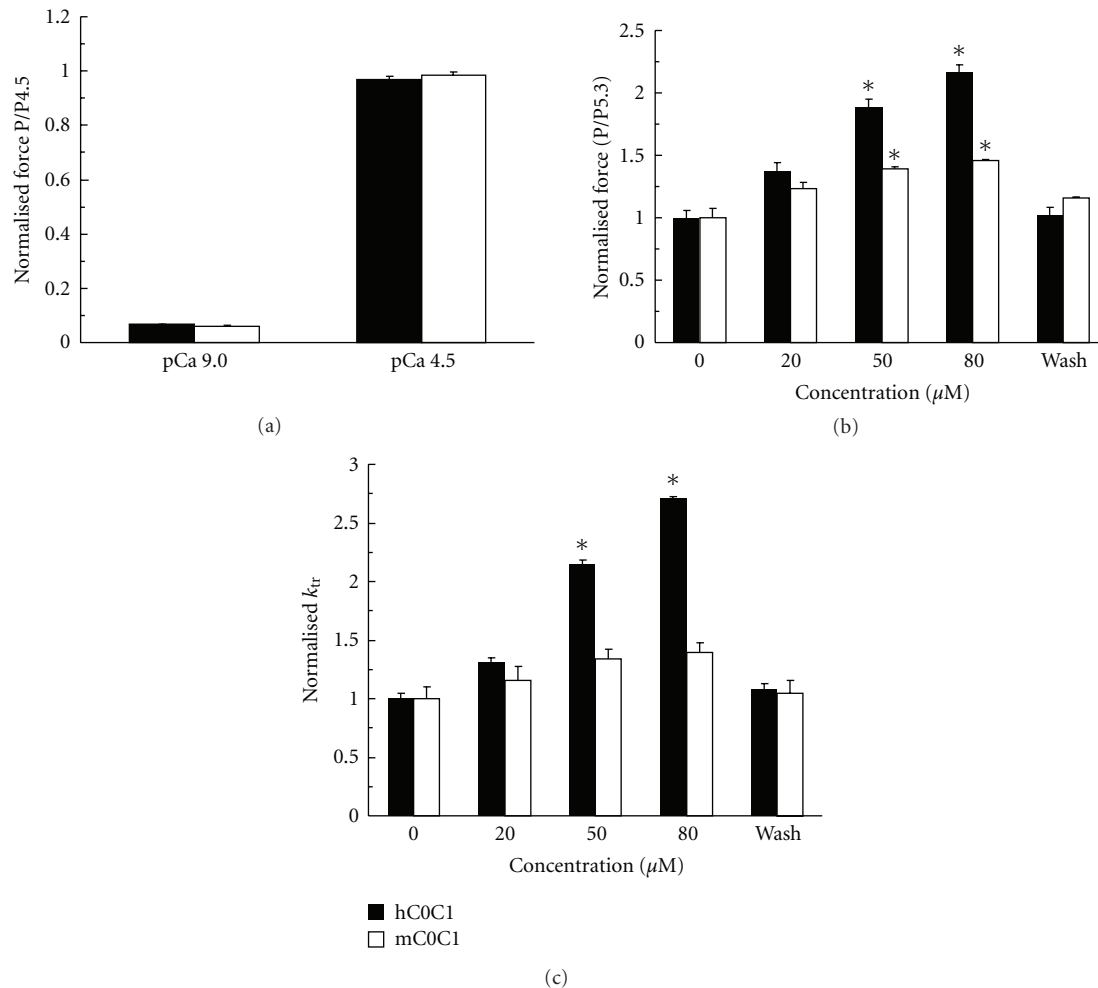 Normalised force P/P4.5
1.2
1
0.8
0.6
0.4
0.2
0
pCa 9.0 pCa 4.5
(a)
Normalised force (P/P5.3)
2.5
2
1.5
1
0.5
0
* * * *
0 20 50 80 Wash
Concentration (µM)
(b)
Normalised ktr
3
2.5
2
1.5
1
0.5
0
* *
0 20 50 80 Wash
Concentration (µM)
hC0C1
mC0C1
(c)